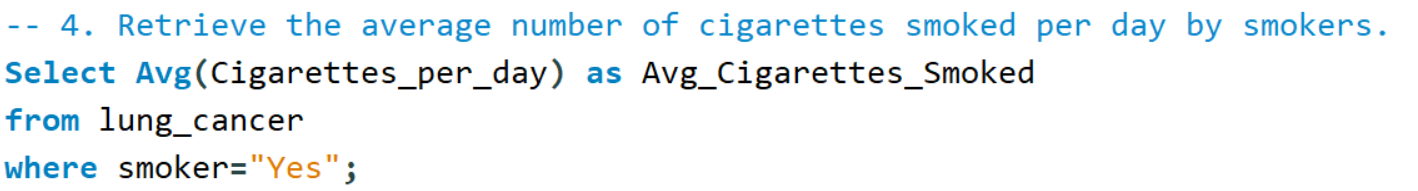 -- 4. Retrieve the average number of cigarettes smoked per day by smokers.
Select Avg(Cigarettes_per_day) as Avg_Cigarettes_Smoked
from lung_cancer
where smoker="Yes";